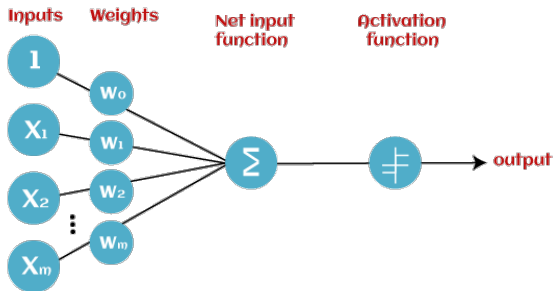 Inputs
Weights
Net input
function
Activation
function
1
X1
X2
Xm
W0
W1
W2
Wm
Σ
output